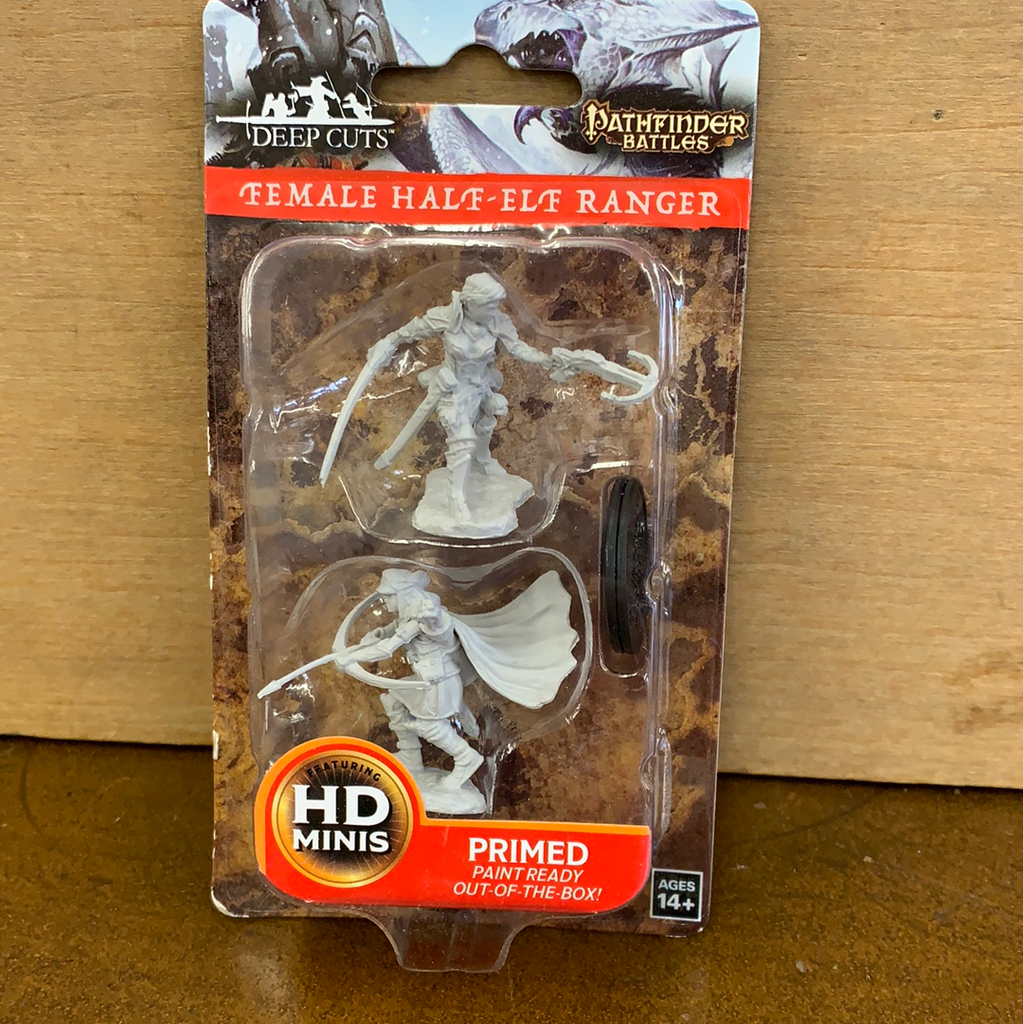 DEEP CUTS™
PATHFINDER
BATTLES
FEMALE HALF-ELF RANGER
FEATURING
HD
MINIS
PRIMED
PAINT READY
OUT-OF-THE-BOX!
AGES
14+